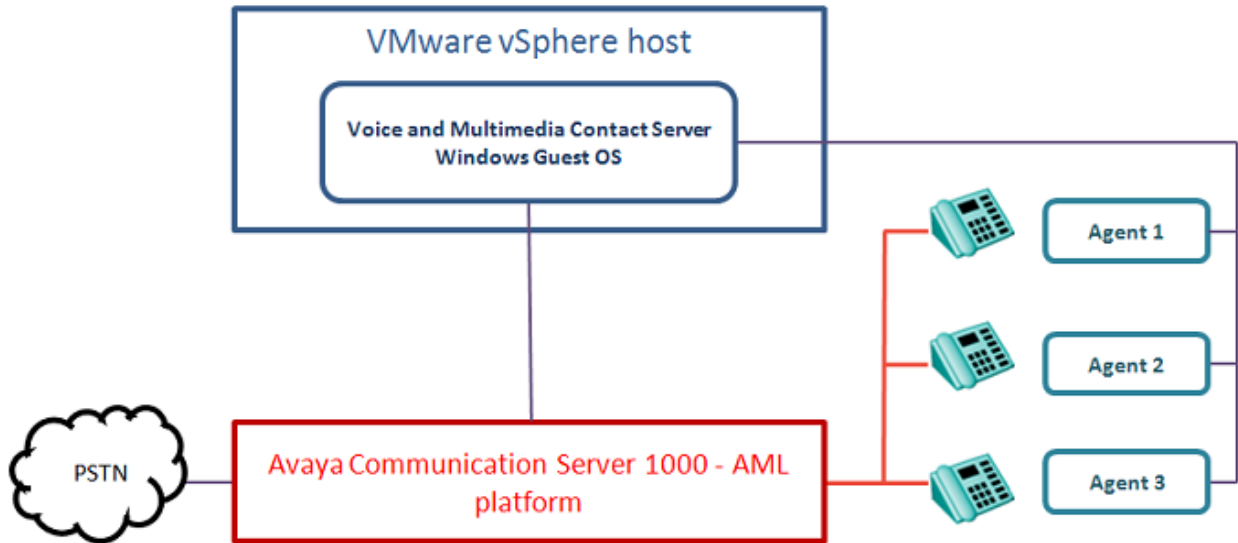 VMware vSphere host
Voice and Multimedia Contact Server
Windows Guest OS
Agent 1
Agent 2
PSTN
Avaya Communication Server 1000 - AML
platform
Agent 3